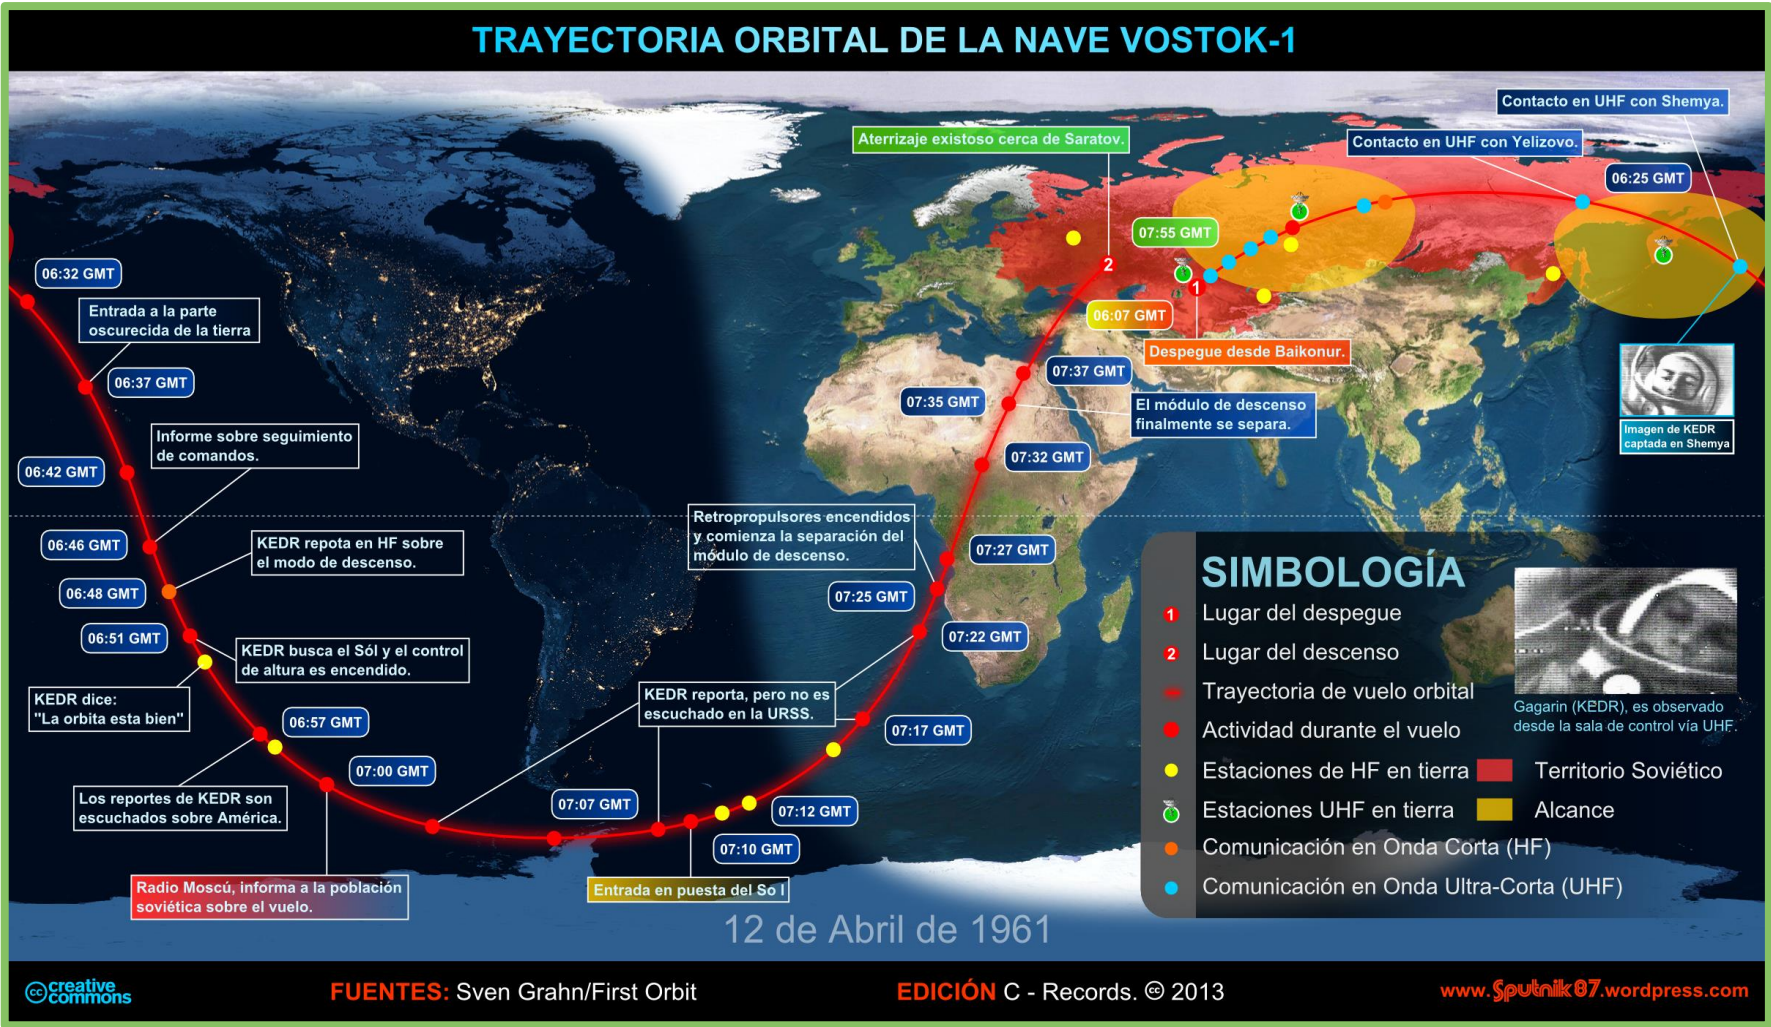 TRAYECTORIA ORBITAL DE LA NAVE VOSTOK-1
Contacto en UHF con Shemya.
Aterrizaje existoso cerca de Saratov.
Contacto en UHF con Yelizovo.
06:25 GMT
07:55 GMT
2
1
06:07 GMT
Despegue desde Baikonur.
06:32 GMT
Entrada a la parte
oscurecida de la tierra
06:37 GMT
07:37 GMT
07:35 GMT
El módulo de descenso
finalmente se separa.
Imagen de KEDR
captada en Shemya
Informe sobre seguimiento
de comandos.
06:42 GMT
07:32 GMT
Retropropulsores encendidos
y comienza la separación del
módulo de descenso.
06:46 GMT
KEDR repota en HF sobre
el modo de descenso.
07:27 GMT
06:48 GMT
07:25 GMT
06:51 GMT
07:22 GMT
KEDR busca el Sól y el control
de altura es encendido.
KEDR dice:
"La orbita esta bien"
KEDR reporta, pero no es
escuchado en la URSS.
06:57 GMT
07:17 GMT
07:00 GMT
Los reportes de KEDR son
escuchados sobre América.
07:07 GMT
07:12 GMT
07:10 GMT
Radio Moscú, informa a la población
soviética sobre el vuelo.
Entrada en puesta del So l
SIMBOLOGÍA
1 Lugar del despegue
2 Lugar del descenso
Trayectoria de vuelo orbital
Actividad durante el vuelo
Estaciones de HF en tierra
Territorio Soviético
Estaciones UHF en tierra
Alcance
Comunicación en Onda Corta (HF)
Comunicación en Onda Ultra-Corta (UHF)
Gagarin (KEDR), es observado
desde la sala de control vía UHF.
12 de Abril de 1961
cc creative
commons
FUENTES: Sven Grahn/First Orbit
EDICIÓN C - Records. cc 2013
www.Sputnik87.wordpress.com